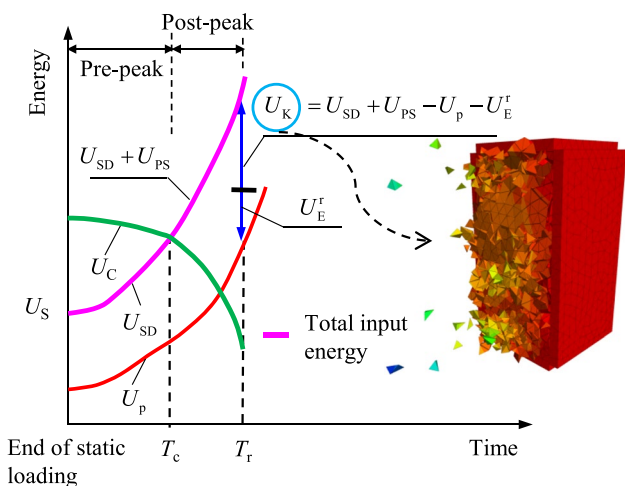 Post-peak
Pre-peak
Energy
U_K = U_SD + U_PS − U_p − U_E^r
U_SD + U_PS
U_E^r
U_C
U_S
U_SD
Total input
energy
U_p
End of static
loading
T_c
T_r
Time